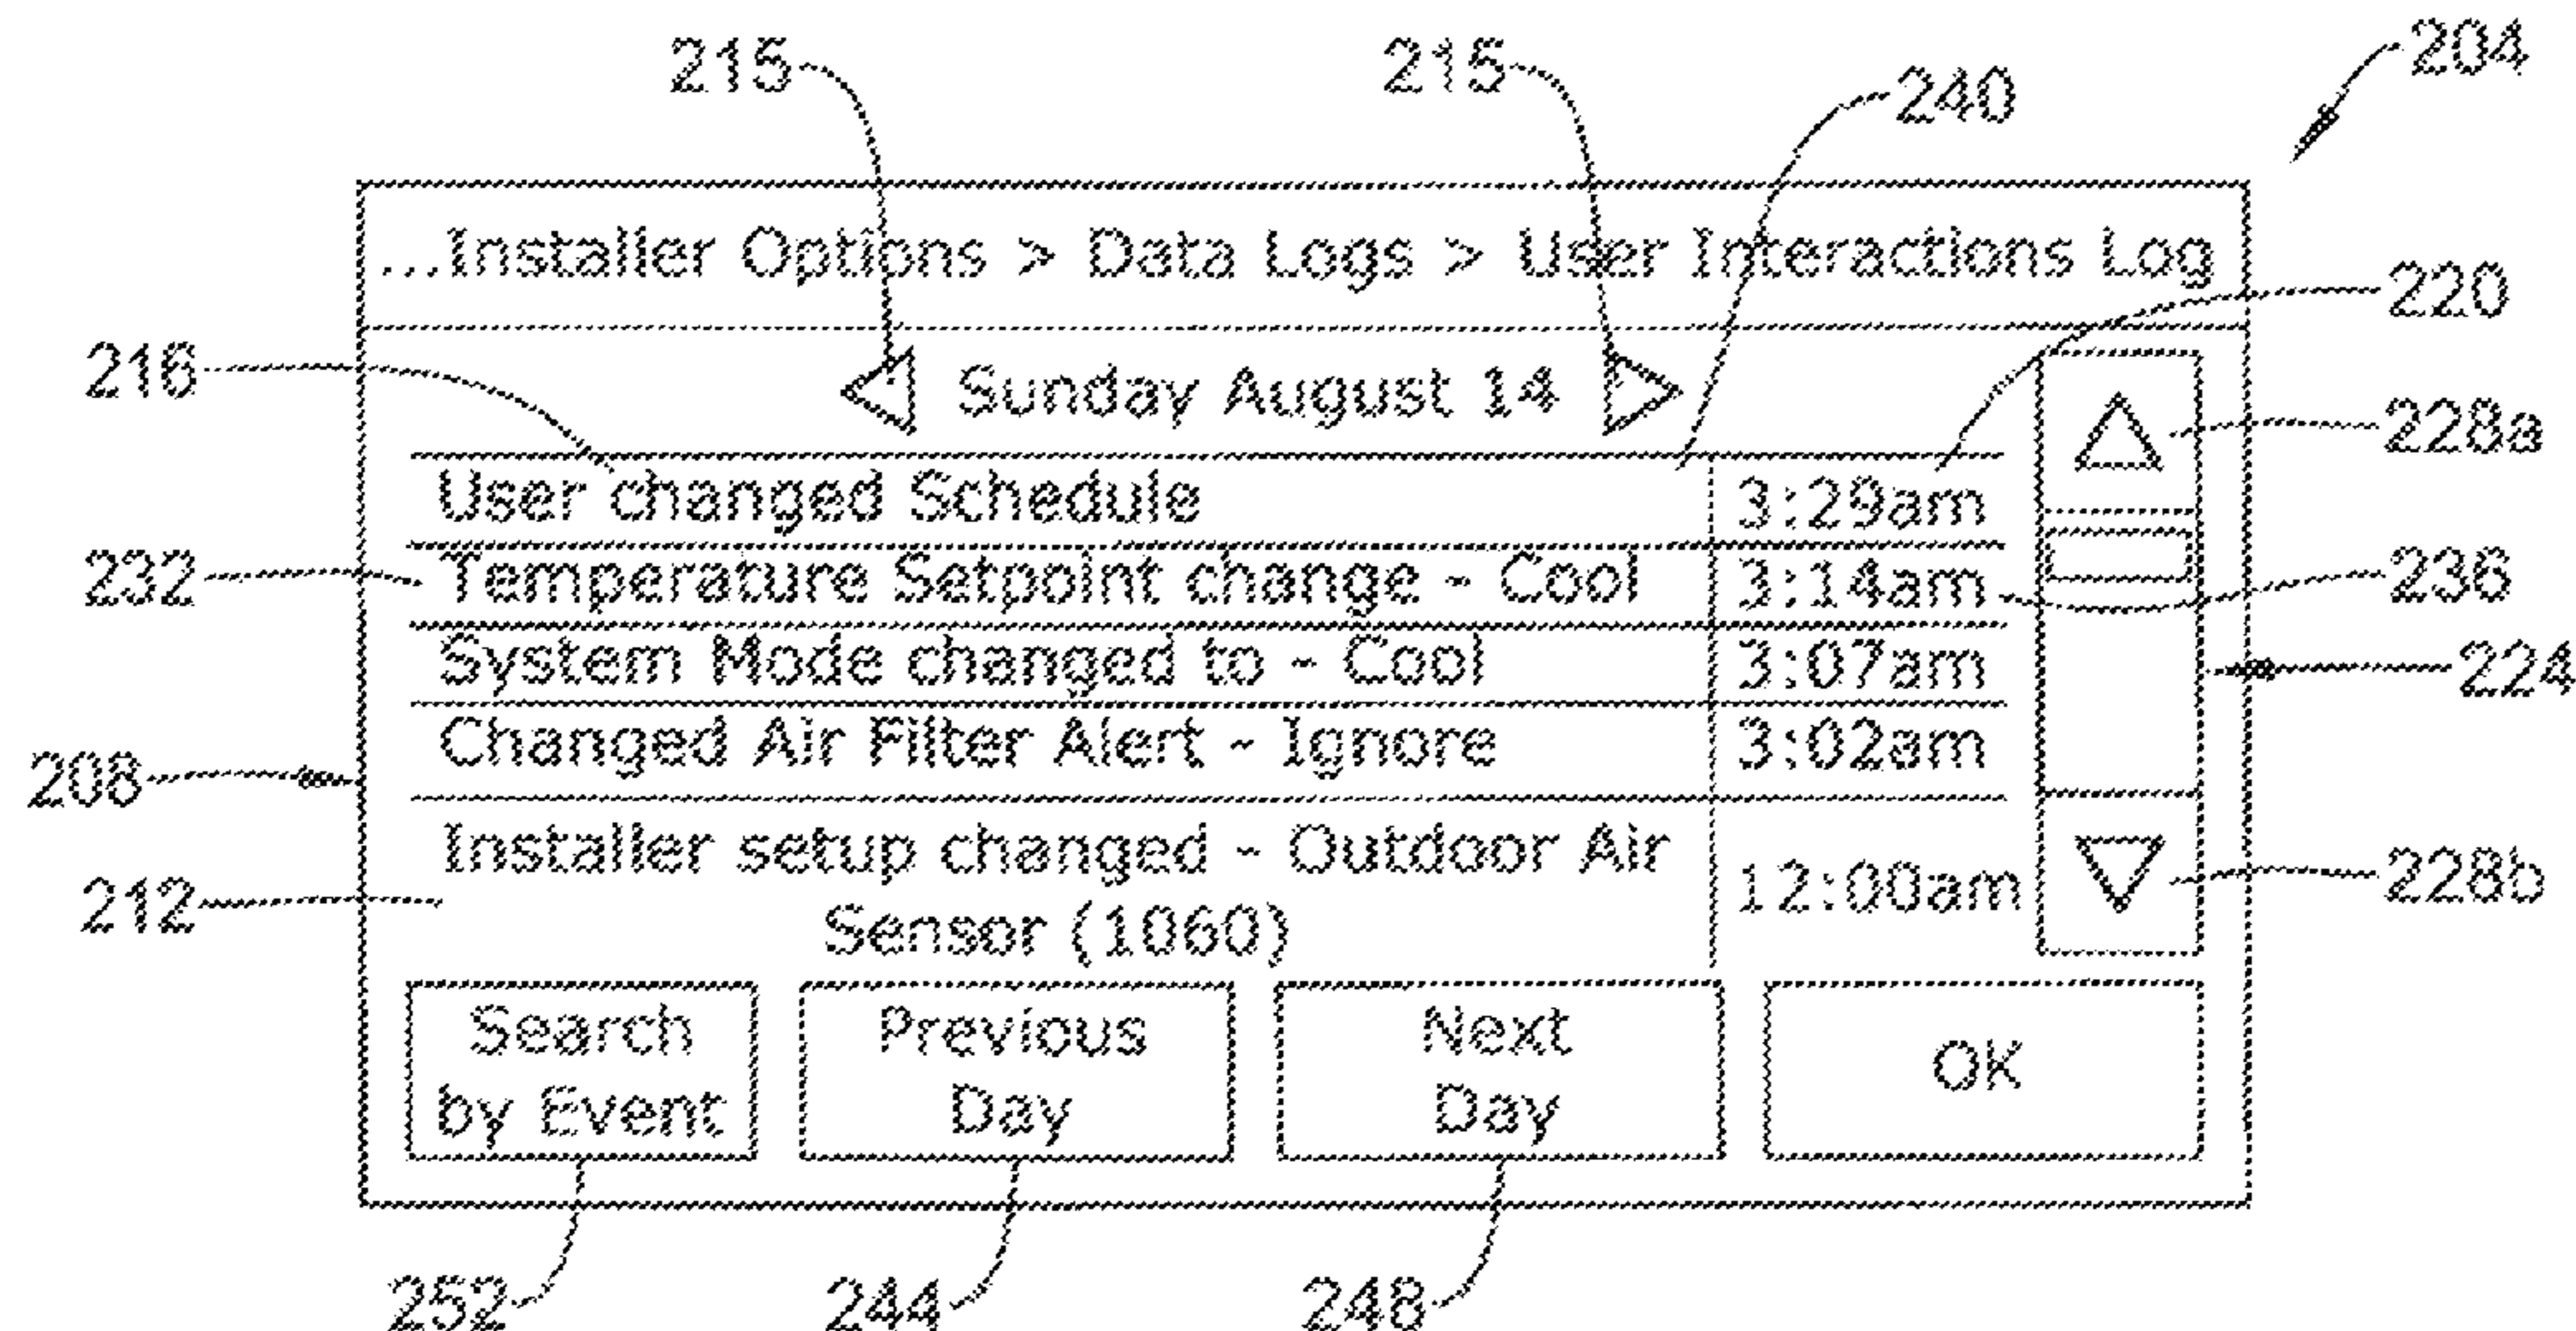 204
215 215
240
...Installer Options > Data Logs > User Interactions Log
220
216
Sunday August 14
228a
User changed Schedule 3:29am
232
Temperature Setpoint change - Cool 3:14am
236
System Mode changed to - Cool 3:07am
224
Changed Air Filter Alert - Ignore 3:02am
208
Installer setup changed - Outdoor Air
Sensor (1060)
12:00am
228b
212
Search
by Event
Previous
Day
Next
Day
OK
252 244 248